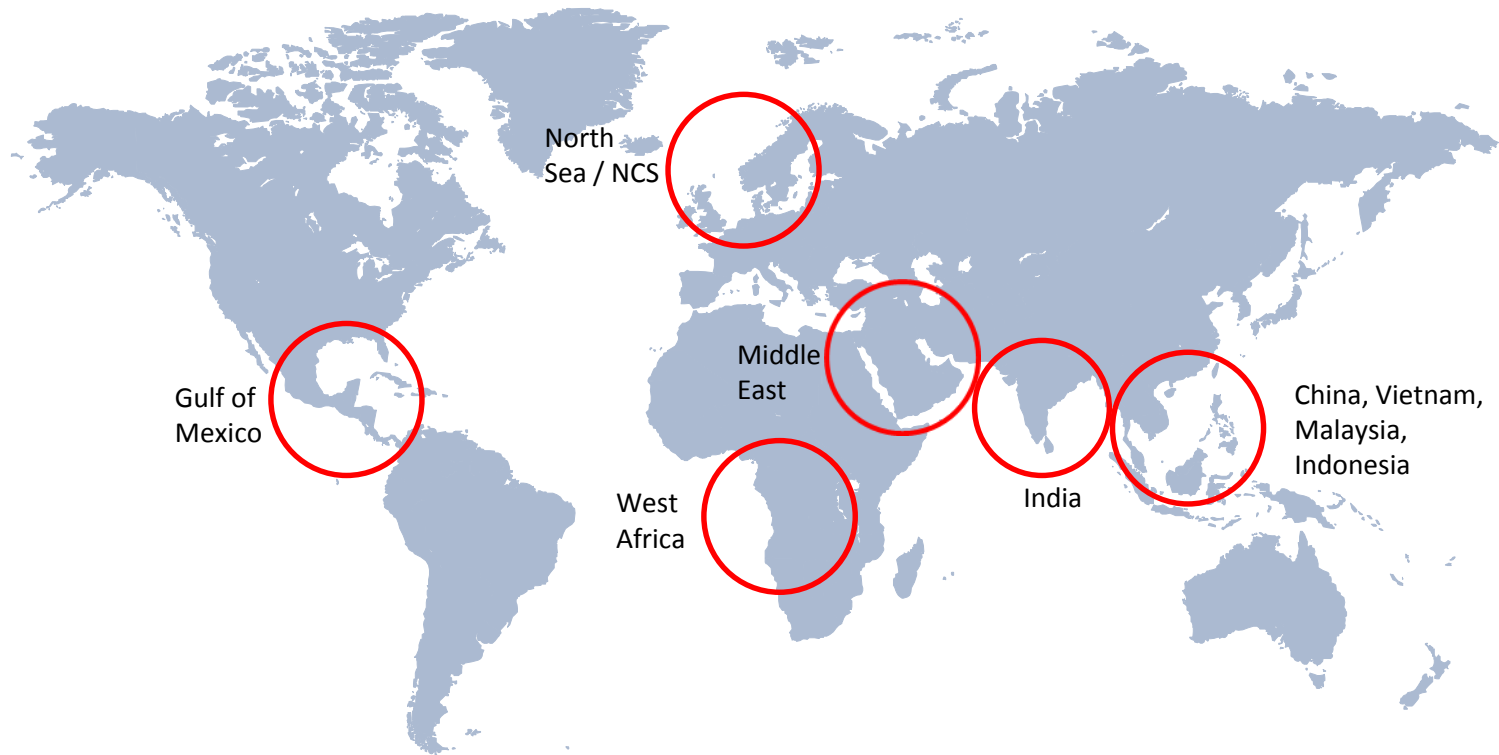 North
Sea / NCS
Middle
East
Gulf of
Mexico
China, Vietnam,
Malaysia,
Indonesia
India
West
Africa